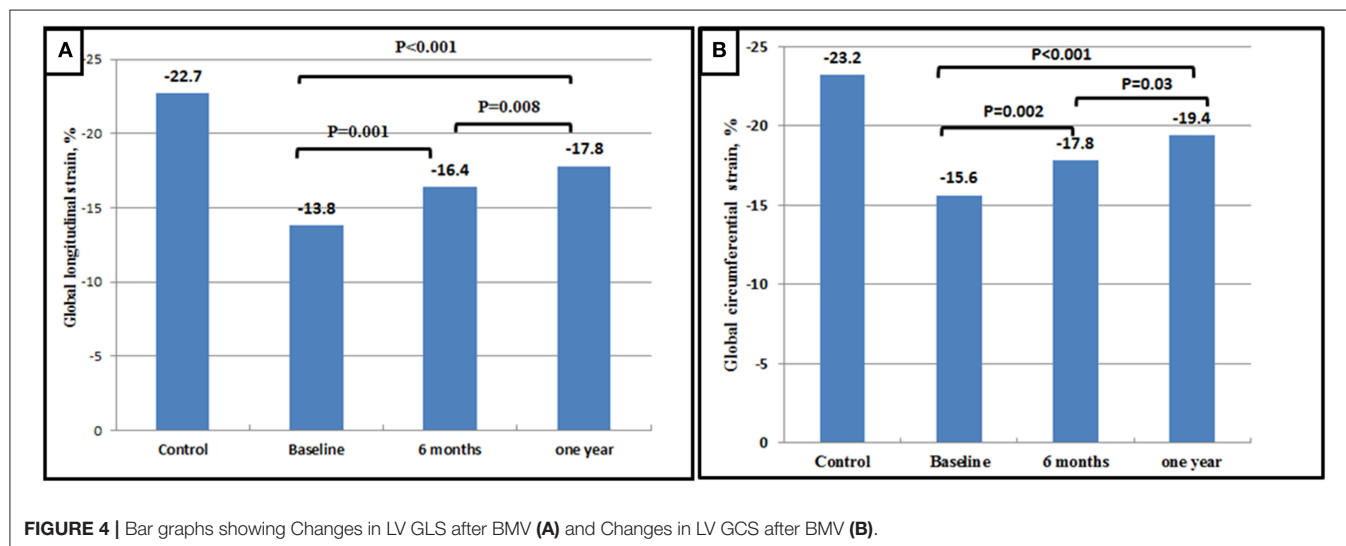 A
P<0.001
-25
-22.7
P=0.008
-20
P=0.001
-17.8
-16.4
-15
-13.8
-10
-5
0
Global longitudinal strain, %
Control Baseline 6 months one year
B
-25
-23.2
P<0.001
P=0.03
P=0.002
-20
-19.4
-17.8
-15.6
-15
-10
-5
0
Global circumferential
strain, %
Control Baseline 6 months one year
FIGURE 4 | Bar graphs showing Changes in LV GLS after BMV (A) and Changes in LV GCS after BMV (B).